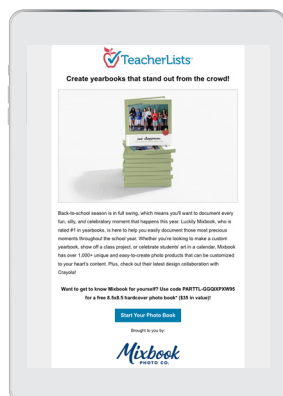 TeacherLists
Create yearbooks that stand out from the crowd!
our classroom
Back-to-school season is in full swing, which means you'll want to document every
fun, silly, and celebratory moment that happens this year. Luckily Mixbook, who is
rated #1 in yearbooks, is here to help you easily document those most precious
moments throughout the school year. Whether you're looking to make a custom
yearbook, show off a class project, or celebrate students' art in a calendar, Mixbook
has over 1,000+ unique and easy-to-create photo products that can be customized
to your heart's content. Plus, check out their latest design collaboration with
Crayola!
Want to get to know Mixbook for yourself? Use code PARTTL-GGQIXPXW95
for a free 8.5x8.5 hardcover photo book* ($35 in value)!
Start Your Photo Book
Brought to you by:
Mixbook
PHOTO CO.